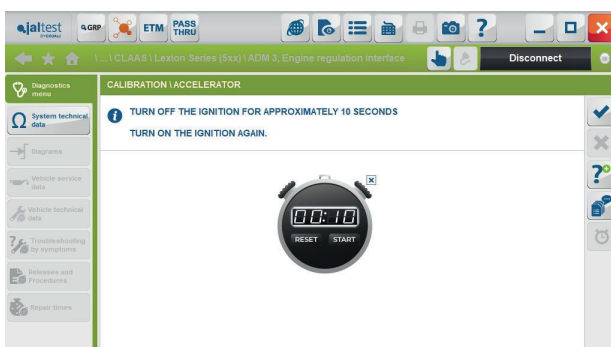 jaltest
GRP
ETM
PASS
THRU
?
\ ... \ CLAAS \ Lexion Series (5xx) \ ADM 3, Engine regulation interface
Disconnect
Diagnostics
menu
CALIBRATION \ ACCELERATOR
System technical
data
TURN OFF THE IGNITION FOR APPROXIMATELY 10 SECONDS
TURN ON THE IGNITION AGAIN.
Diagrams
Vehicle service
data
Vehicle technical
data
Troubleshooting
by symptoms
Releases and
Procedures
Repair times
00:10
RESET START